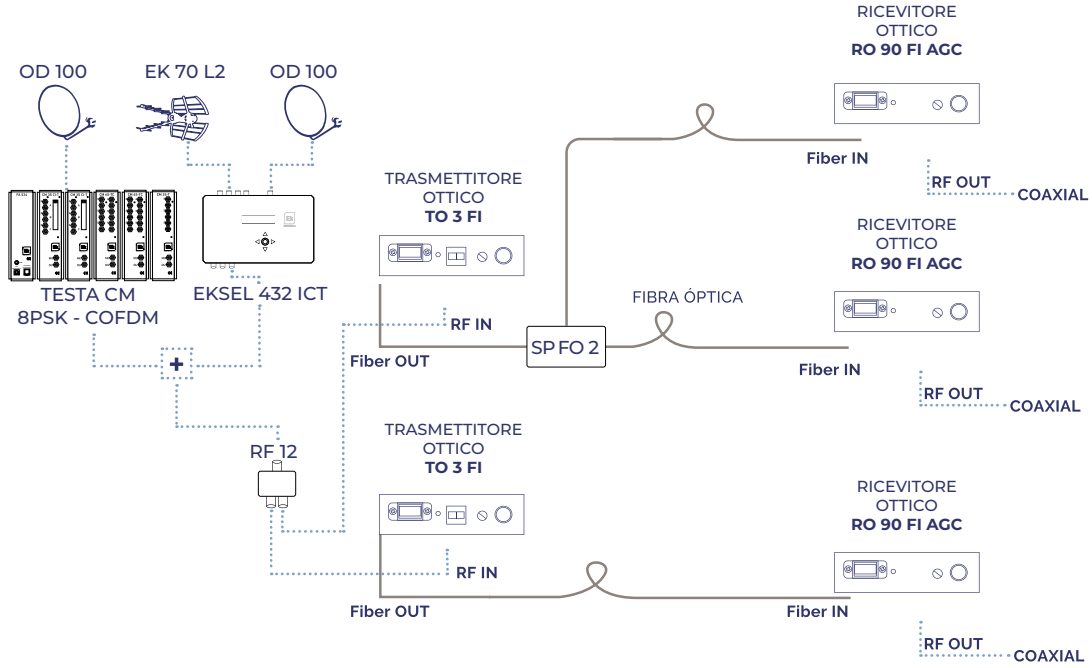 RICEVITORE
OTTICO
RO 90 FI AGC
OD 100
EK 70 L2
OD 100
Fiber IN
RF OUT
COAXIAL
TRASMETTITORE
OTTICO
TO 3 FI
RICEVITORE
OTTICO
RO 90 FI AGC
TESTA CM
8PSK - COFDM
EKSEL 432 ICT
FIBRA ÓPTICA
RF IN
Fiber OUT
SP FO 2
Fiber IN
RF OUT
COAXIAL
+
RF 12
TRASMETTITORE
OTTICO
TO 3 FI
RICEVITORE
OTTICO
RO 90 FI AGC
RF IN
Fiber OUT
Fiber IN
RF OUT
COAXIAL